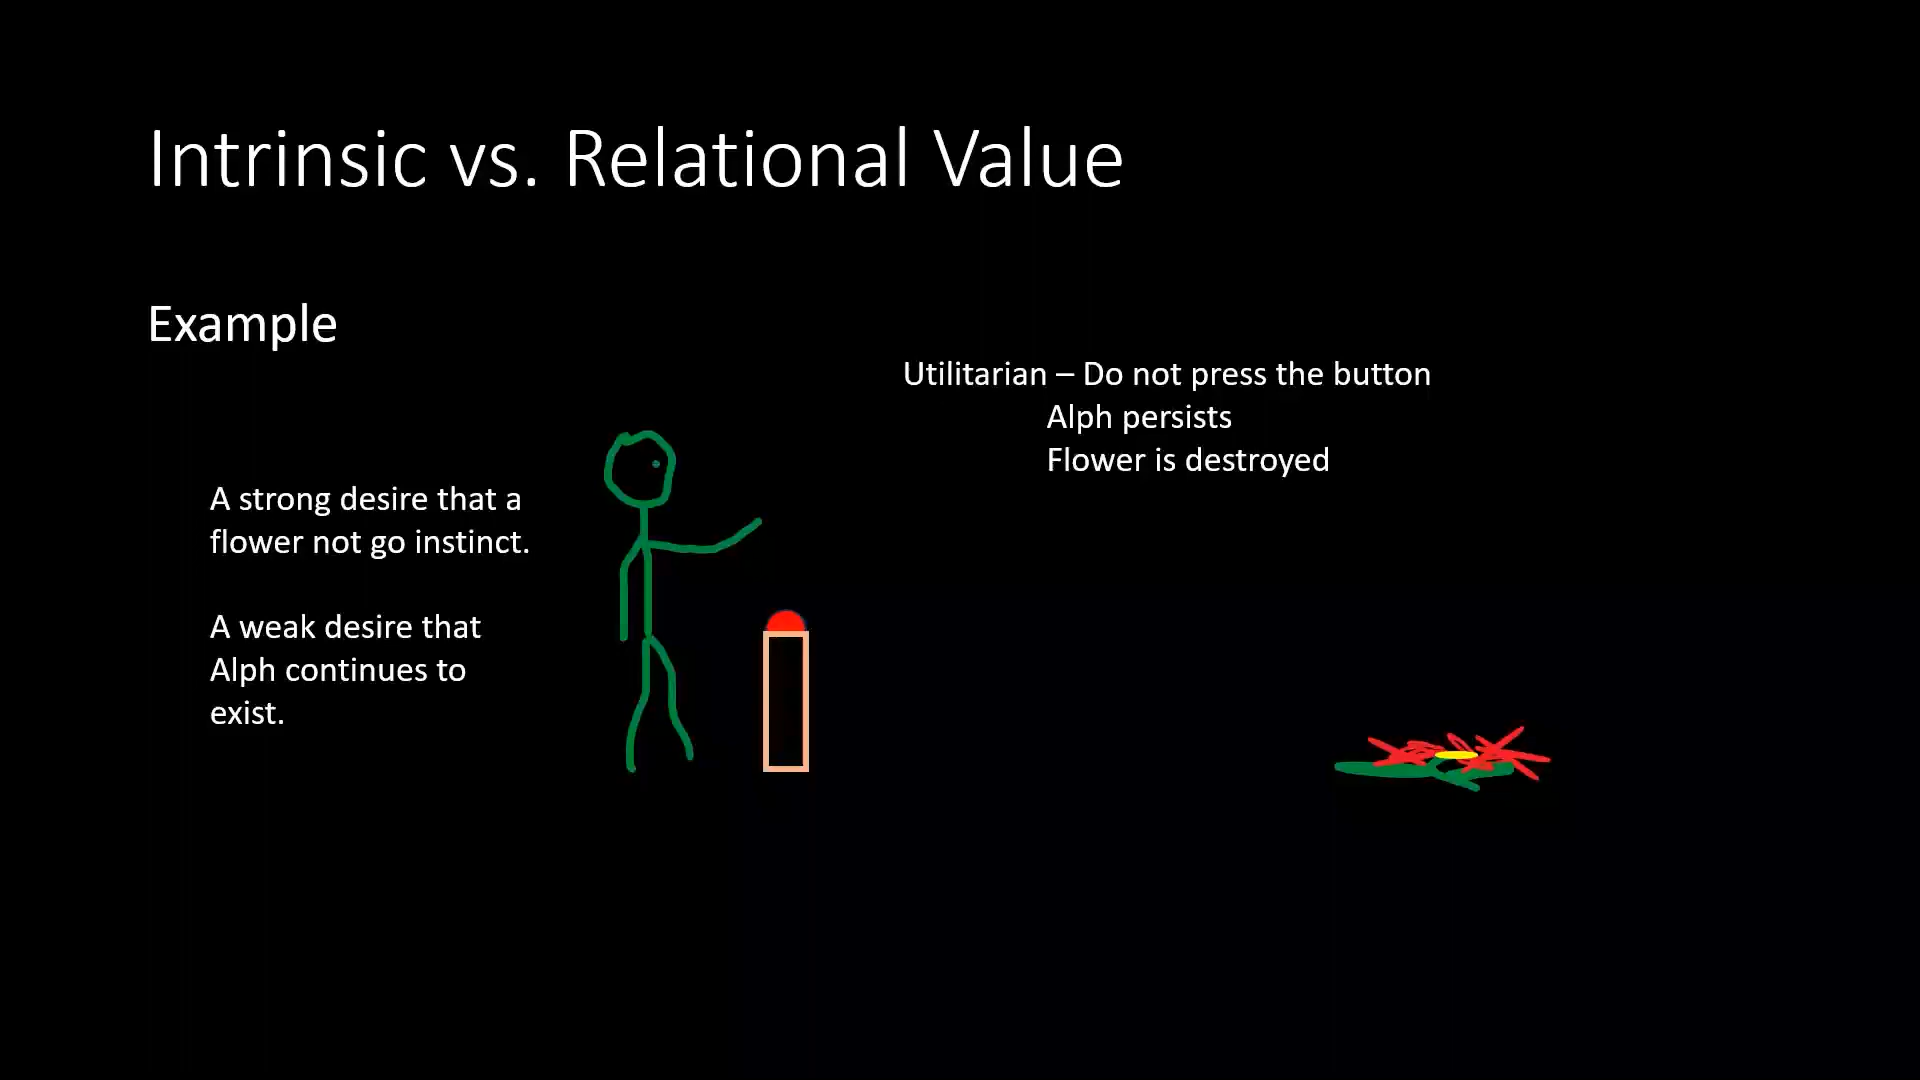 Intrinsic vs. Relational Value
Example
Utilitarian – Do not press the button
Alph persists
Flower is destroyed
A strong desire that a
flower not go instinct.
A weak desire that
Alph continues to
exist.